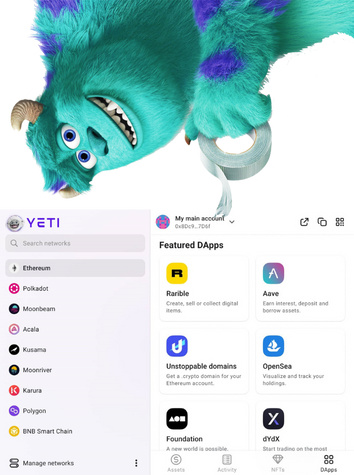 YETI
Search networks
Ethereum
Polkadot
Moonbeam
Acala
Kusama
Moonriver
Karura
Polygon
BNB Smart Chain
Manage networks
My main account
0x8Dc9..7D6f
Featured DApps
Rarible
Create, sell or collect digital
items.
Aave
Earn interest, deposit and
borrow assets.
Unstoppable domains
Get a .crypto domain for your
Ethereum account.
OpenSea
Visualize and track your
holdings.
Foundation
A new world is possible.
dYdX
Start trading on the most
Assets
Activity
NFTs
DApps